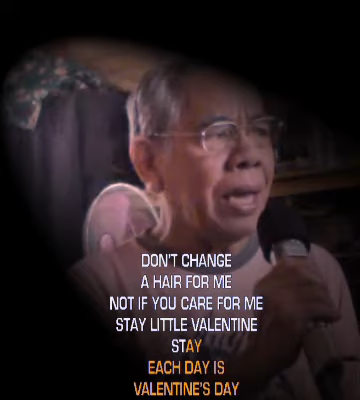 DON'T CHANGE
A HAIR FOR ME
NOT IF YOU CARE FOR ME
STAY LITTLE VALENTINE
STAY
EACH DAY IS
VALENTINE'S DAY